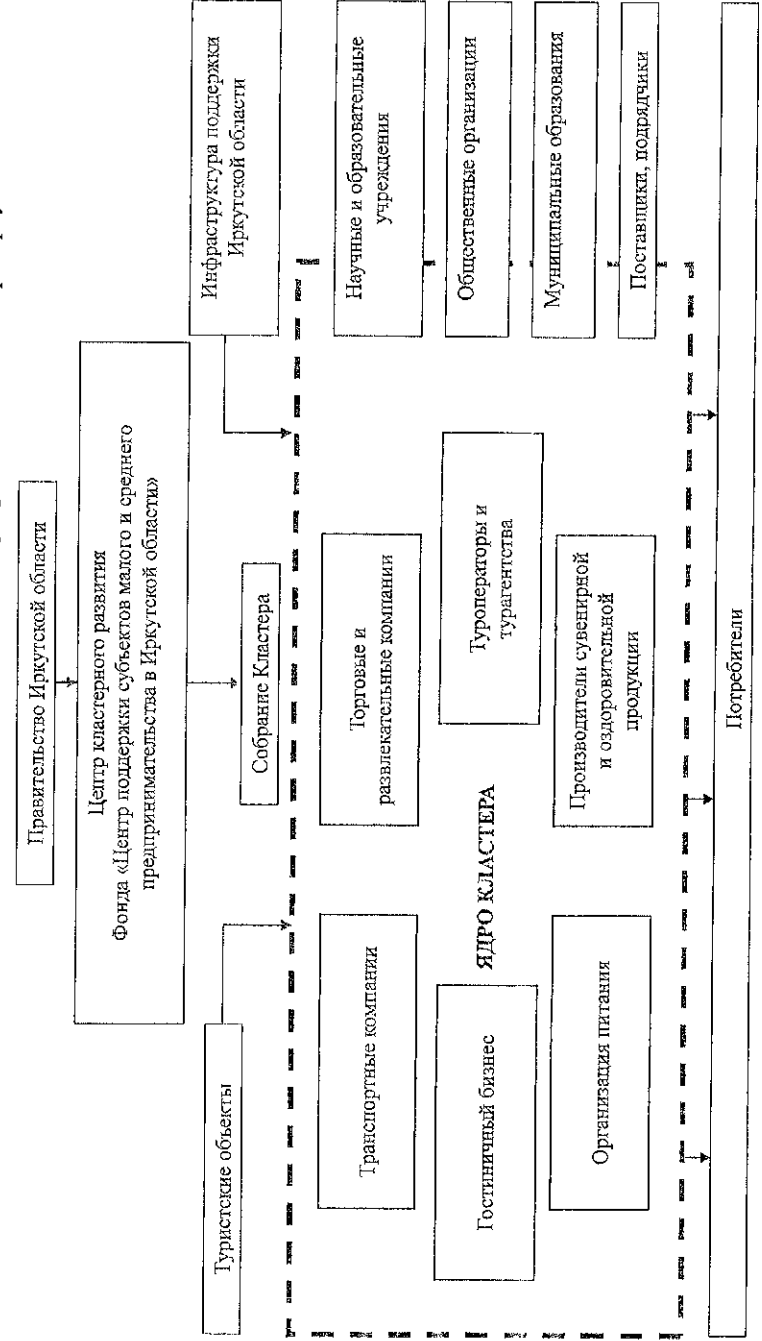 Правительство Иркутской области
Центр кластерного развития
Фонда «Центр поддержки субъектов малого и среднего
предпринимательства в Иркутской области»
Собрание Кластера
Туристские объекты
Инфраструктура поддержки
Иркутской области
Транспортные компании
Торговые и
развлекательные компании
Научные и образовательные
учреждения
Гостиничный бизнес
ЯДРО КЛАСТЕРА
Туроператоры и
турагентства
Общественные организации
Муниципальные образования
Организация питания
Производители сувенирной
и оздоровительной
продукции
Поставщики, подрядчики
Потребители